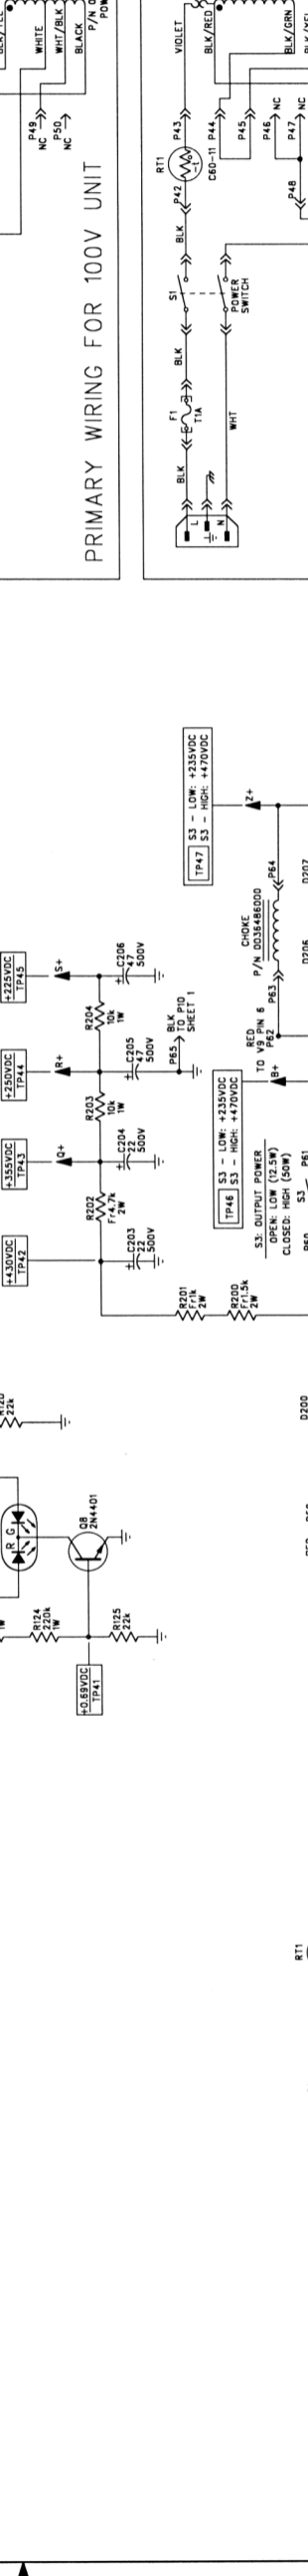 WHITE
WHT/BLK
BLACK
P49
NC
P50
NC
PRIMARY WIRING FOR 100V UNIT
VIOLET
BLK/RED
BLK/GRN
P43
P44
P45
P46
NC
P47
NC
P48
RT1
-t
C60-11
P42
BLK
S1
POWER
SWITCH
BLK
F1
T1A
WHT
BLK
L
N
+225VDC
TP45
S+
C206
47
500V
R204
10k
1W
+250VDC
TP44
R+
C205
47
500V
R203
10k
1W
P65
BLK
TO P10
SHEET 1
+355VDC
TP43
Q+
C204
22
500V
R202
Fr4.7k
2W
+430VDC
TP42
C203
22
500V
R201
Fr1k
2W
R200
Fr1.5k
2W
TP47
S3 - LOW: +235VDC
S3 - HIGH: +470VDC
Z+
P64
CHOKE
P/N 0036486000
P63
RED
TO V9 PIN 6
P62
B+
TP46
S3 - LOW: +235VDC
S3 - HIGH: +470VDC
S3: OUTPUT POWER
OPEN: LOW (12.5W)
CLOSED: HIGH (50W)
S3
P61
D207
D206
D200
22k
R G
Q8
2N4401
R124
220k
1W
R125
22k
+0.69VDC
TP41
RT1